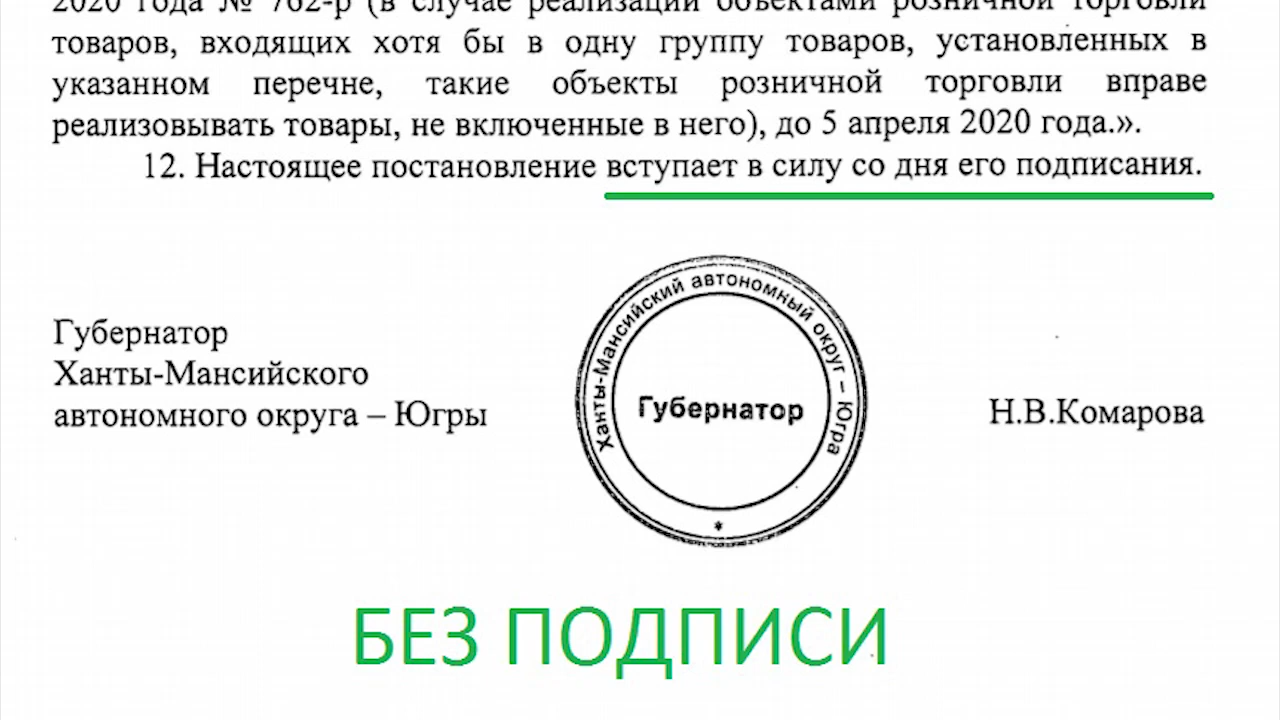 2020 года № 762-р (в случае реализации объектами розничной торговли
товаров, входящих хотя бы в одну группу товаров, установленных в
указанном перечне, такие объекты розничной торговли вправе
реализовывать товары, не включенные в него), до 5 апреля 2020 года.».
12. Настоящее постановление вступает в силу со дня его подписания.
Губернатор
Ханты-Мансийского
автономного округа – Югры
Ханты-Мансийский автономный округ – Югра
Губернатор
*
Н.В.Комарова
БЕЗ ПОДПИСИ